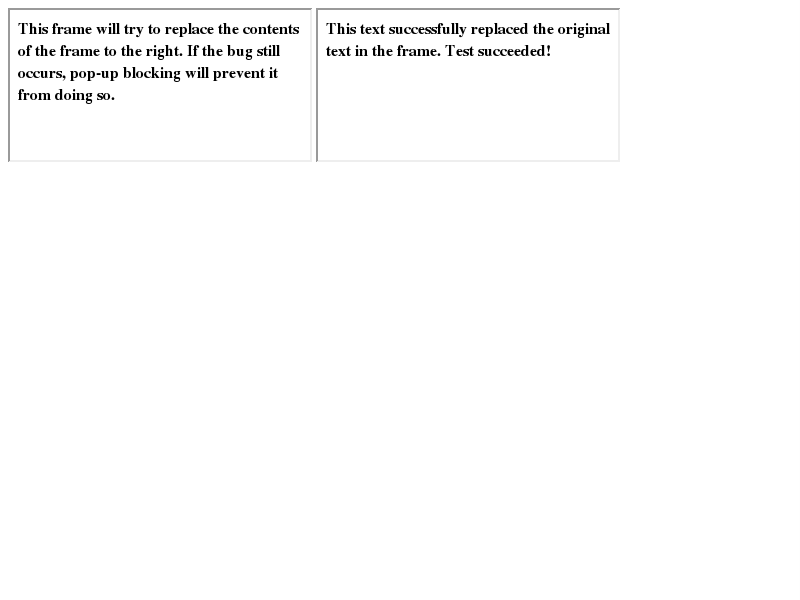 This frame will try to replace the contents
of the frame to the right. If the bug still
occurs, pop-up blocking will prevent it
from doing so.
This text successfully replaced the original
text in the frame. Test succeeded!